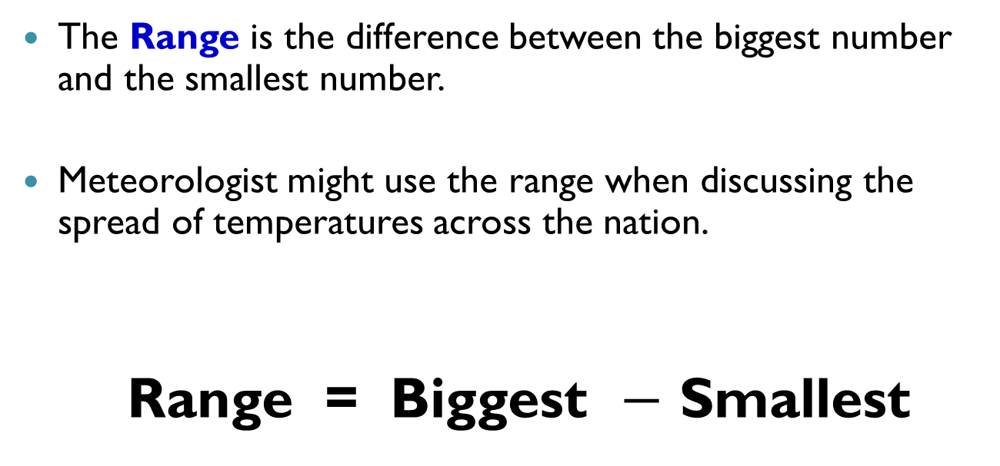 • The Range is the difference between the biggest number
and the smallest number.
• Meteorologist might use the range when discussing the
spread of temperatures across the nation.
Range = Biggest – Smallest